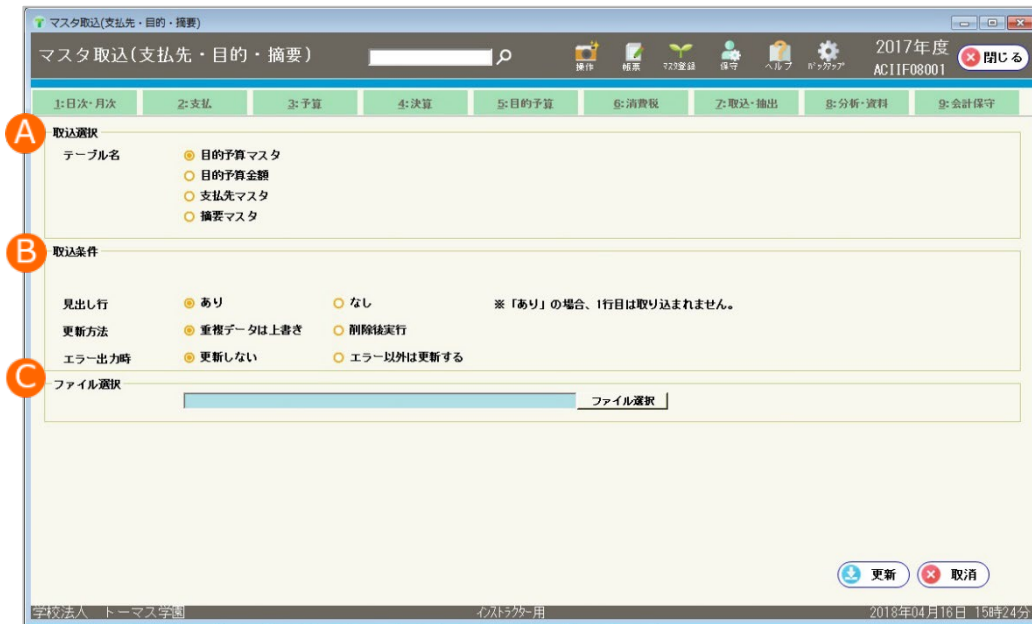 マスタ取込(支払先・目的・摘要)
マスタ取込(支払先・目的・摘要)
操作 帳票 ﾏｽﾀ登録 保守 ヘルプ ﾊﾞｯｸｱｯﾌﾟ
2017年度
ACIIF08001
閉じる
1:日次・月次 2:支払 3:予算 4:決算 5:目的予算 6:消費税 7:取込・抽出 8:分析・資料 9:会計保守
A
取込選択
テーブル名 目的予算マスタ
目的予算金額
支払先マスタ
摘要マスタ
B
取込条件
見出し行 あり なし ※「あり」の場合、1行目は取り込まれません。
更新方法 重複データは上書き 削除後実行
エラー出力時 更新しない エラー以外は更新する
C
ファイル選択
ファイル選択
更新 取消
学校法人 トーマス学園 ｲﾝｽﾄﾗｸﾀｰ用 2018年04月16日 15時24分